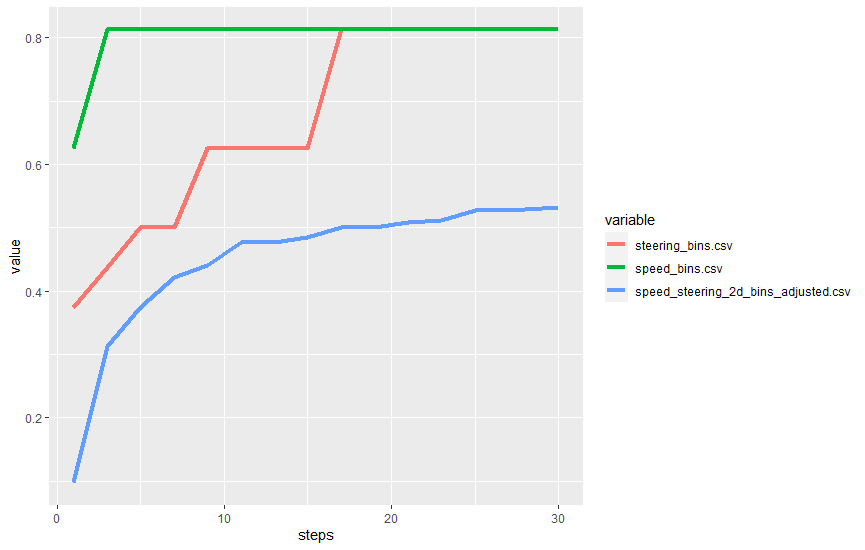 value
0.8
0.6
0.4
0.2
0
10
20
30
steps
variable
steering_bins.csv
speed_bins.csv
speed_steering_2d_bins_adjusted.csv